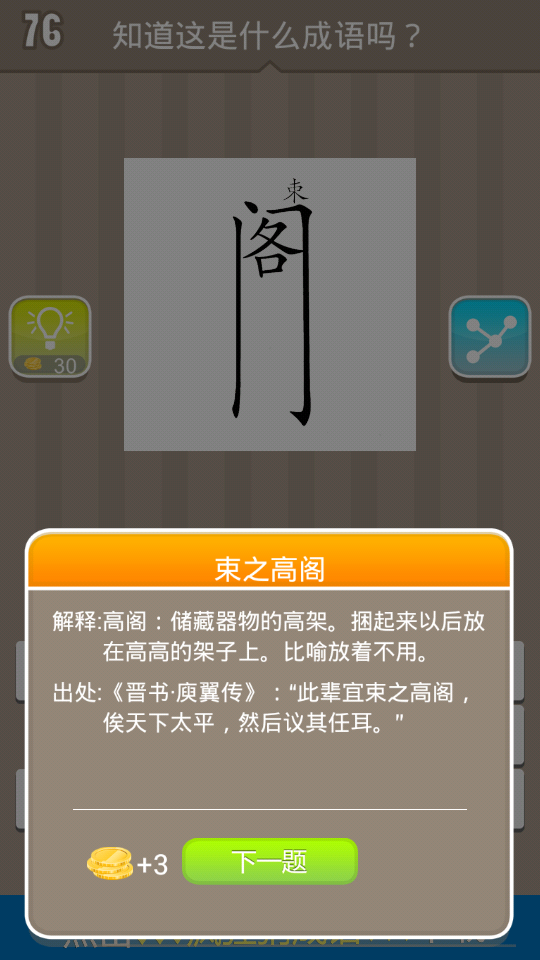 76
知道这是什么成语吗？
束
阁
30
束之高阁
解释:高阁：储藏器物的高架。捆起来以后放
在高高的架子上。比喻放着不用。
出处:《晋书·庾翼传》：“此辈宜束之高阁，
俟天下太平，然后议其任耳。”
+3
下一题